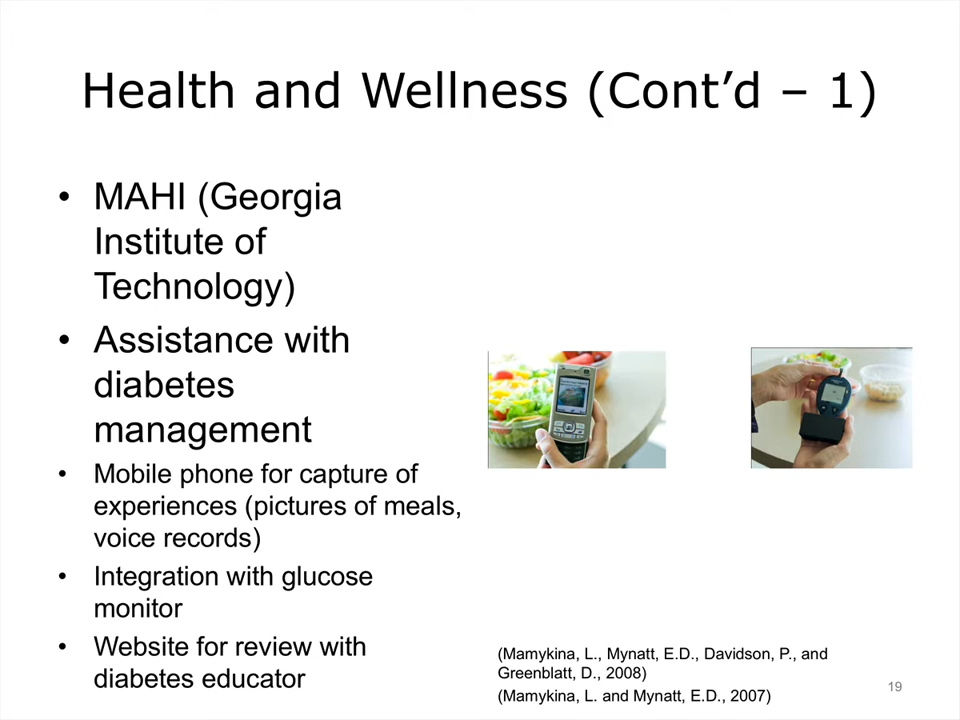 Health and Wellness (Cont’d – 1)
• MAHI (Georgia
Institute of
Technology)
• Assistance with
diabetes
management
• Mobile phone for capture of
experiences (pictures of meals,
voice records)
• Integration with glucose
monitor
• Website for review with
diabetes educator
(Mamykina, L., Mynatt, E.D., Davidson, P., and
Greenblatt, D., 2008)
(Mamykina, L. and Mynatt, E.D., 2007)
19